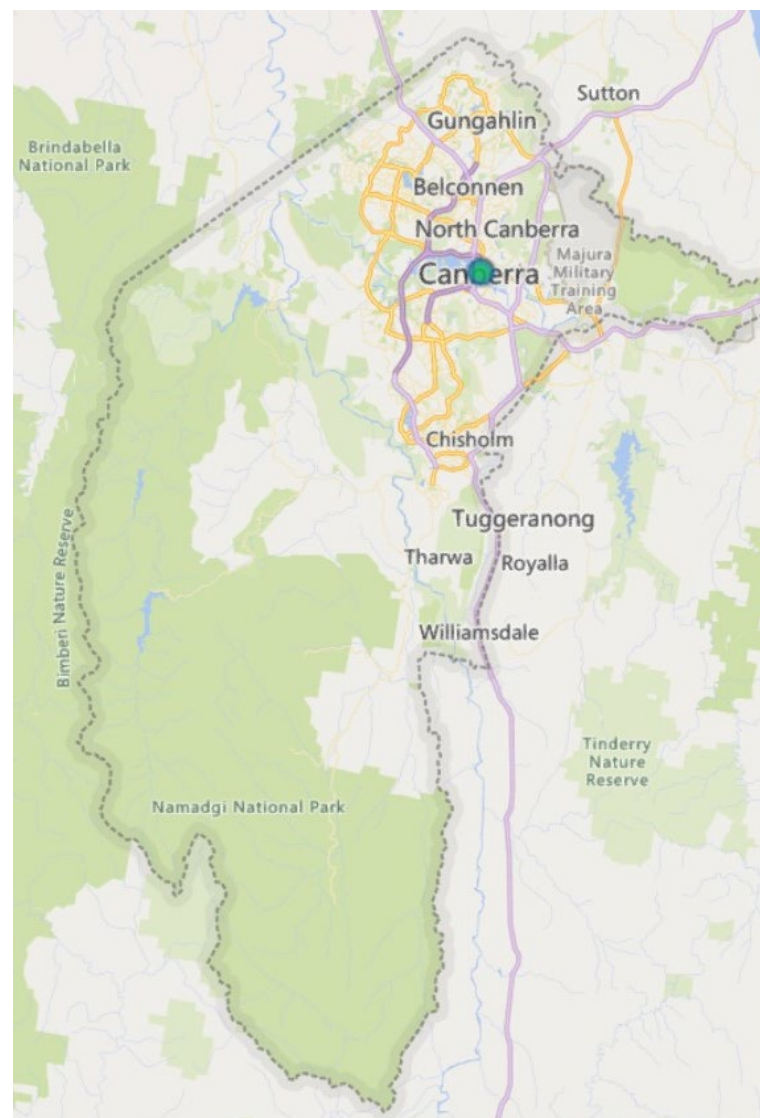 Sutton
Gungahlin
Brindabella
National Park
Belconnen
North Canberra
Majura
Military
Training
Area
Canberra
Chisholm
Tuggeranong
Tharwa
Royalla
Bimberi Nature Reserve
Williamsdale
Tinderry
Nature
Reserve
Namadgi National Park